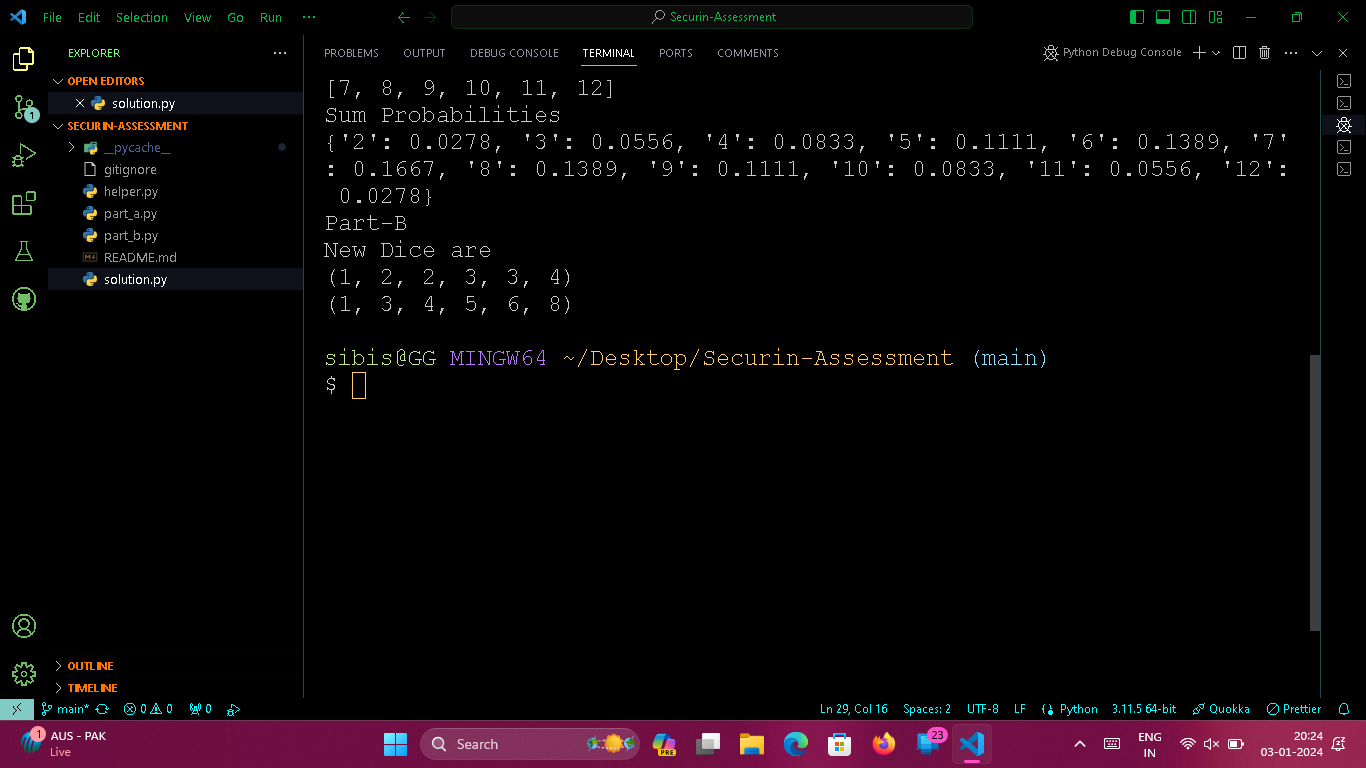 File Edit Selection View Go Run ···
Securin-Assessment
EXPLORER
OPEN EDITORS
solution.py
SECURIN-ASSESSMENT
__pycache__
gitignore
helper.py
part_a.py
part_b.py
README.md
solution.py
OUTLINE
TIMELINE
1
PROBLEMS OUTPUT DEBUG CONSOLE TERMINAL PORTS COMMENTS
Python Debug Console
[7, 8, 9, 10, 11, 12]
Sum Probabilities
{'2': 0.0278, '3': 0.0556, '4': 0.0833, '5': 0.1111, '6': 0.1389, '7'
: 0.1667, '8': 0.1389, '9': 0.1111, '10': 0.0833, '11': 0.0556, '12':
0.0278}
Part-B
New Dice are
(1, 2, 2, 3, 3, 4)
(1, 3, 4, 5, 6, 8)
sibis@GG MINGW64 ~/Desktop/Securin-Assessment (main)
$
main* 0 0 0
Ln 29, Col 16 Spaces: 2 UTF-8 LF Python 3.11.5 64-bit Quokka Prettier
1
AUS - PAK
Live
Search
PRE
23
ENG
IN
20:24
03-01-2024